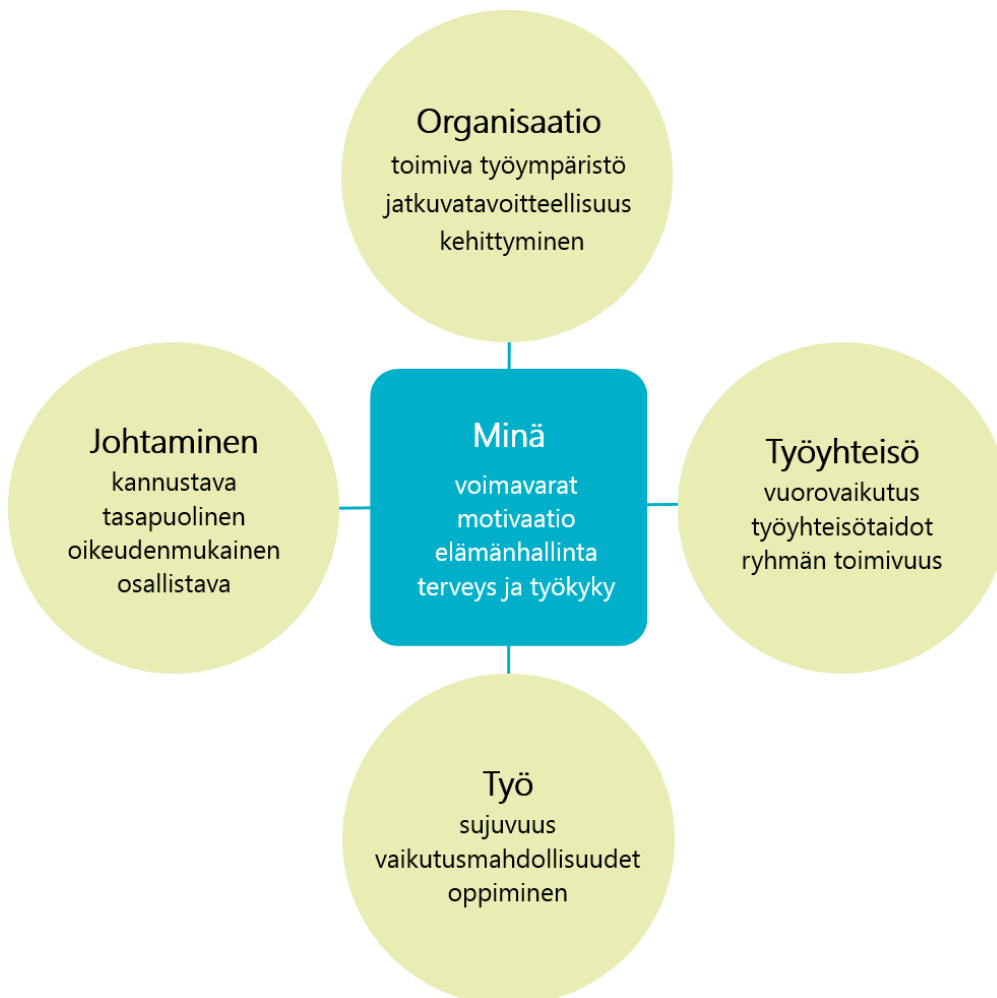 Organisaatio
toimiva työympäristö
jatkuvatavoitteellisuus
kehittyminen
Johtaminen
kannustava
tasapuolinen
oikeudenmukainen
osallistava
Minä
voimavarat
motivaatio
elämänhallinta
terveys ja työkyky
Työyhteisö
vuorovaikutus
työyhteisötaidot
ryhmän toimivuus
Työ
sujuvuus
vaikutusmahdollisuudet
oppiminen